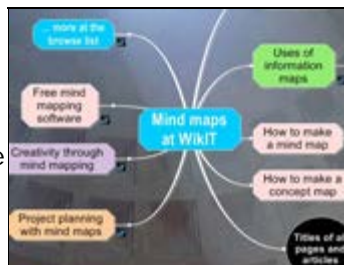 ... more at the
browse list
Free mind
mapping
software
Creativity through
mind mapping
Project planning
with mind maps
Mind maps
at WikIT
Uses of
information
maps
How to make
a mind map
How to make a
concept map
Titles of all
pages and
articles
e